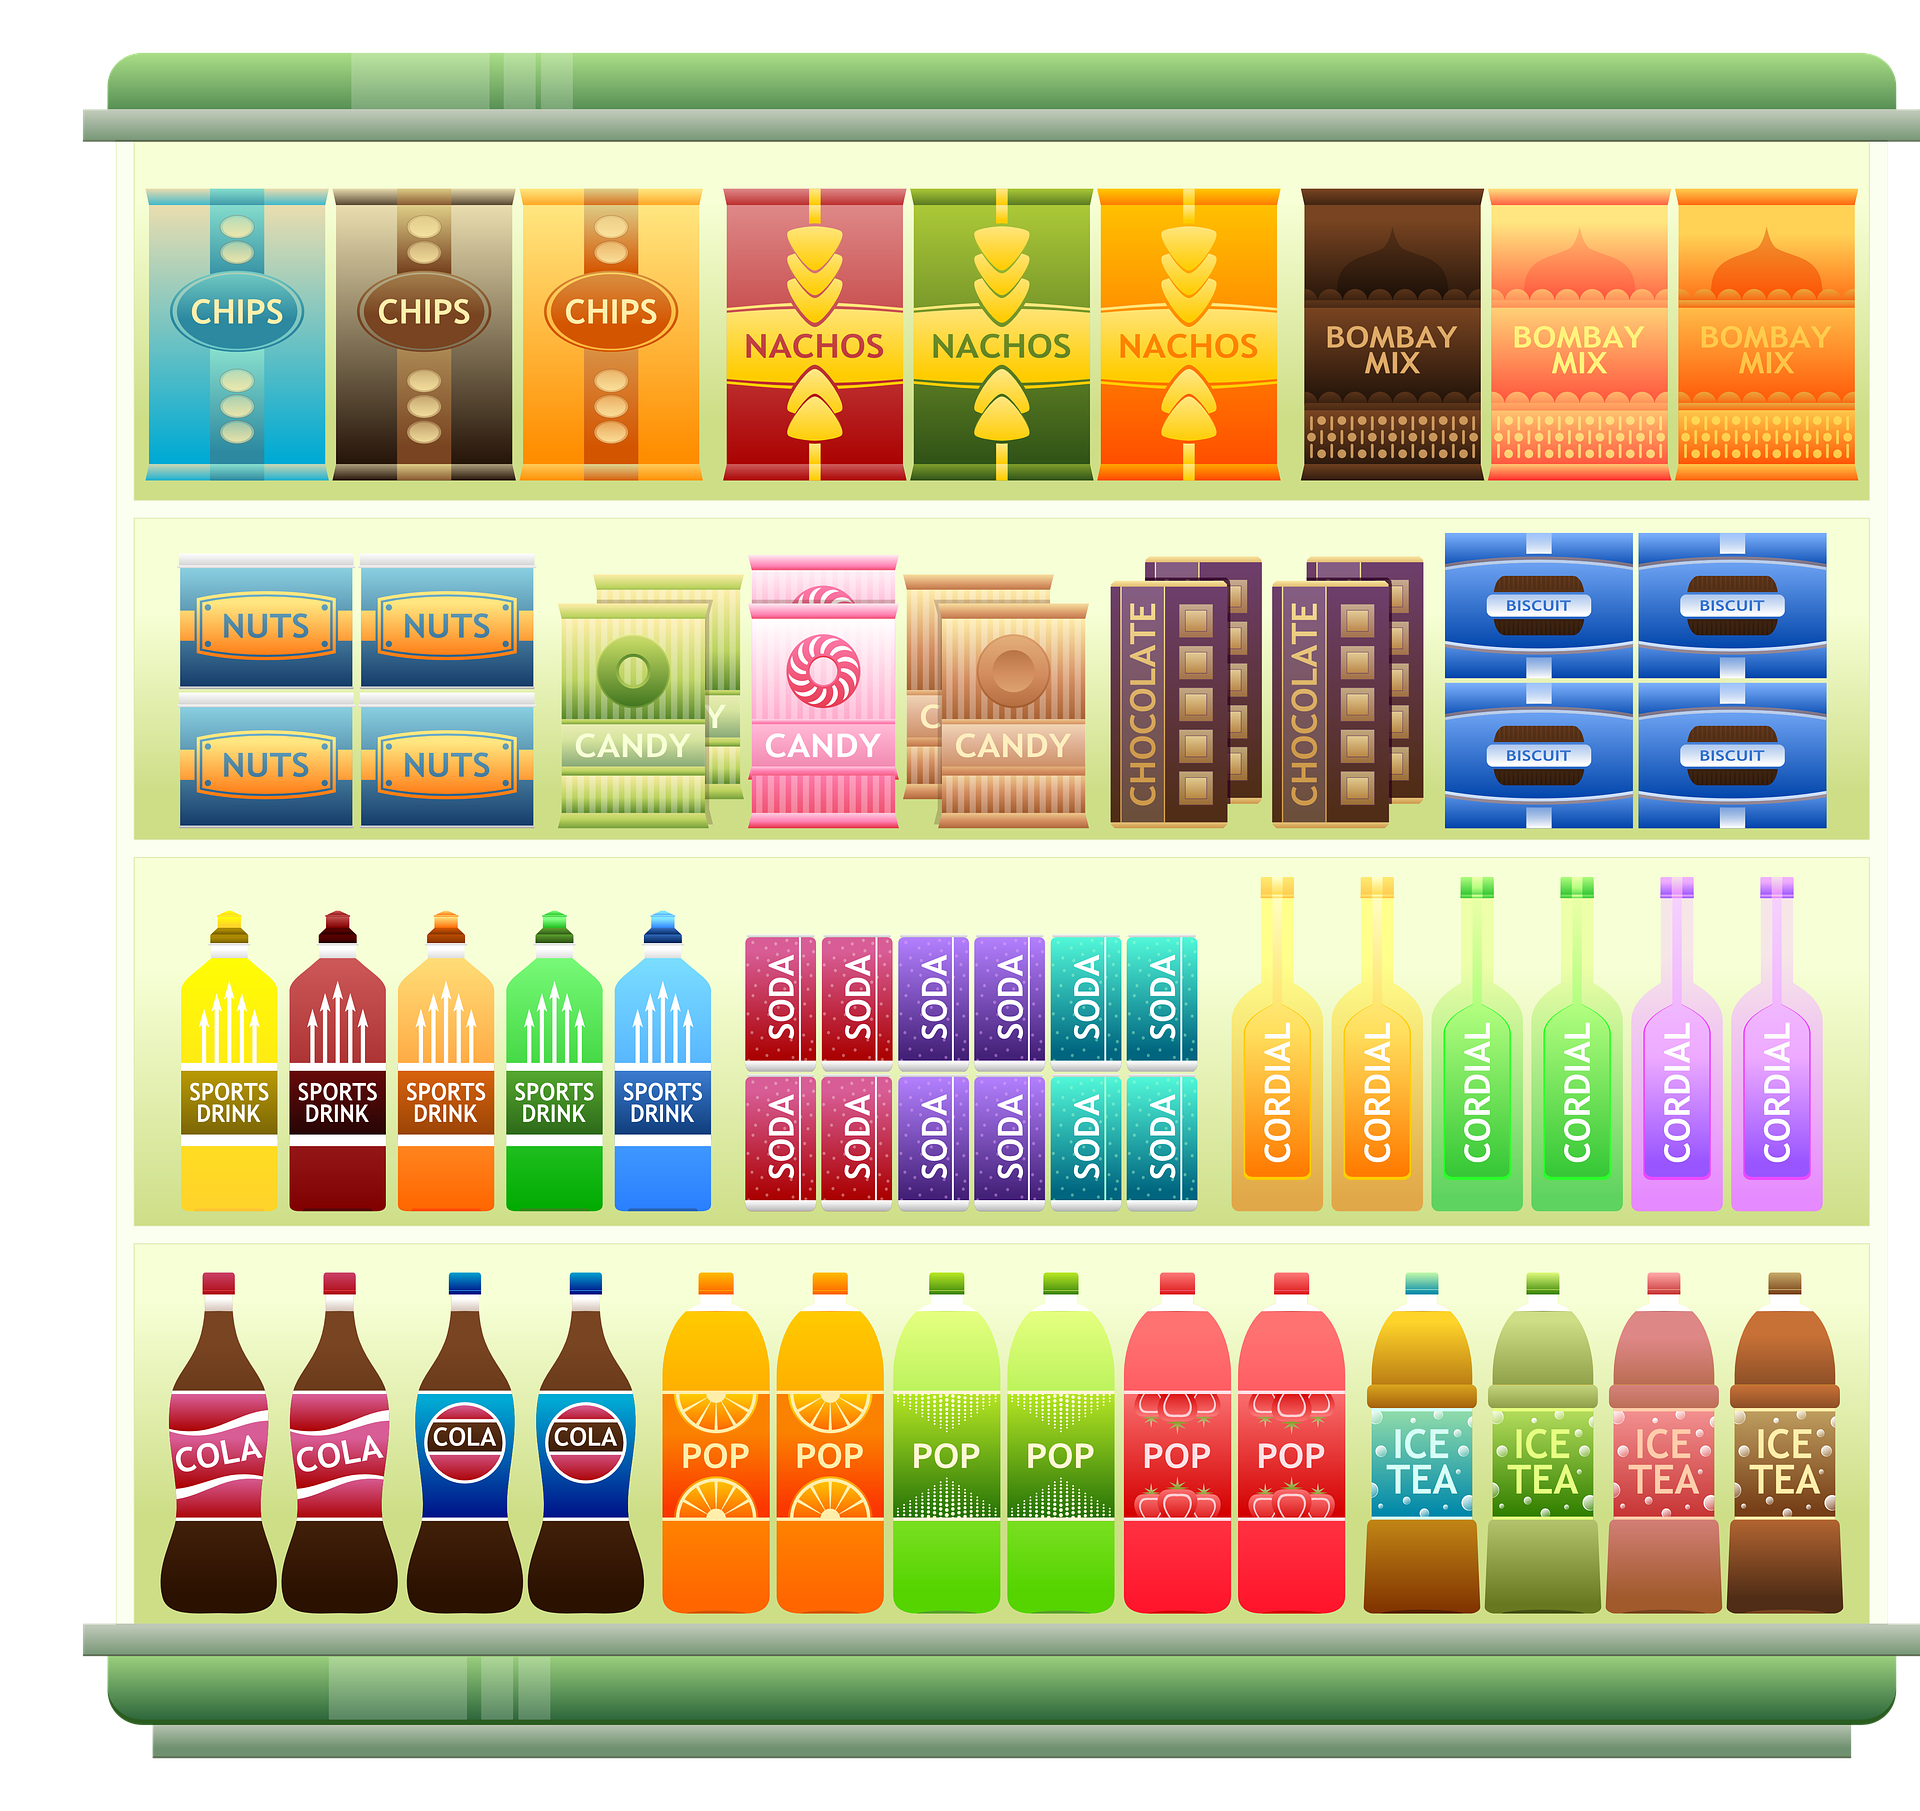 CHIPS
CHIPS
CHIPS
NACHOS
NACHOS
NACHOS
BOMBAY
MIX
BOMBAY
MIX
BOMBAY
MIX
NUTS
NUTS
NUTS
NUTS
CANDY
Y
CANDY
C
CANDY
CHOCOLATE
CHOCOLATE
BISCUIT
BISCUIT
BISCUIT
BISCUIT
SPORTS
DRINK
SPORTS
DRINK
SPORTS
DRINK
SPORTS
DRINK
SPORTS
DRINK
SODA
SODA
SODA
SODA
SODA
SODA
SODA
SODA
SODA
SODA
SODA
SODA
CORDIAL
CORDIAL
CORDIAL
CORDIAL
CORDIAL
CORDIAL
COLA
COLA
COLA
COLA
POP
POP
POP
POP
POP
POP
ICE
TEA
ICE
TEA
ICE
TEA
ICE
TEA